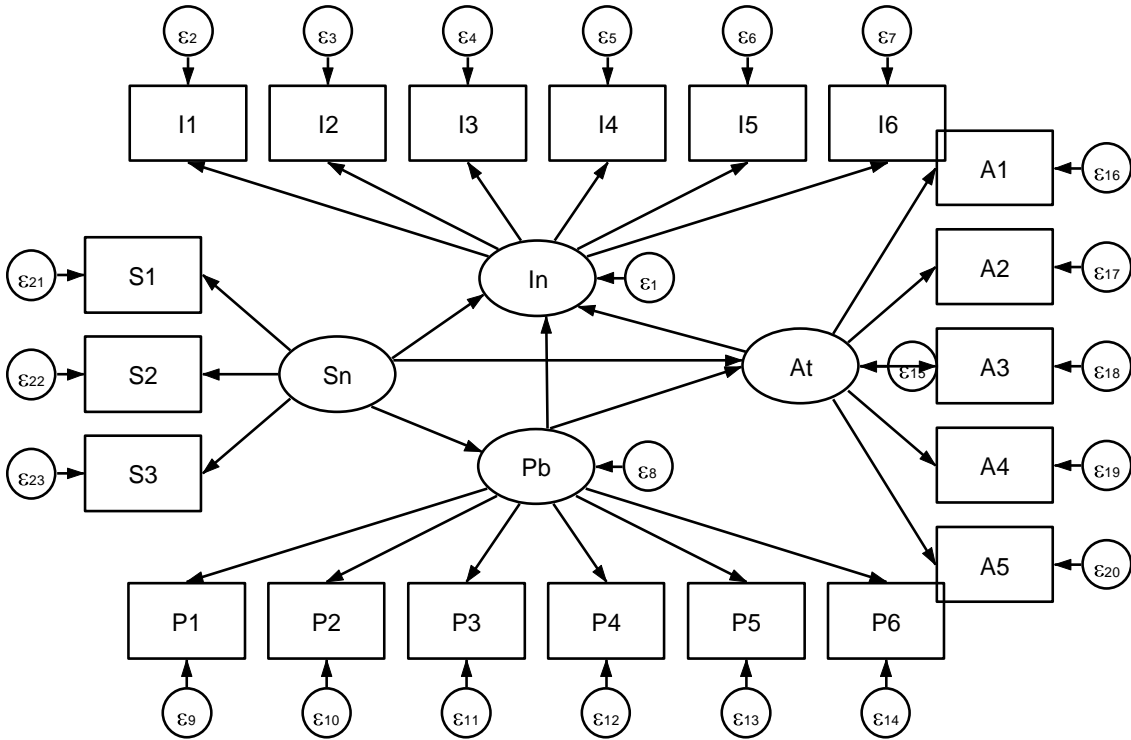 ε2 ε3 ε4 ε5 ε6 ε7
I1 I2 I3 I4 I5 I6
A1 ε16
ε21 S1 In ε1 A2 ε17
ε22 S2 Sn At ε15 A3 ε18
ε23 S3 Pb ε8 A4 ε19
A5 ε20
P1 P2 P3 P4 P5 P6
ε9 ε10 ε11 ε12 ε13 ε14